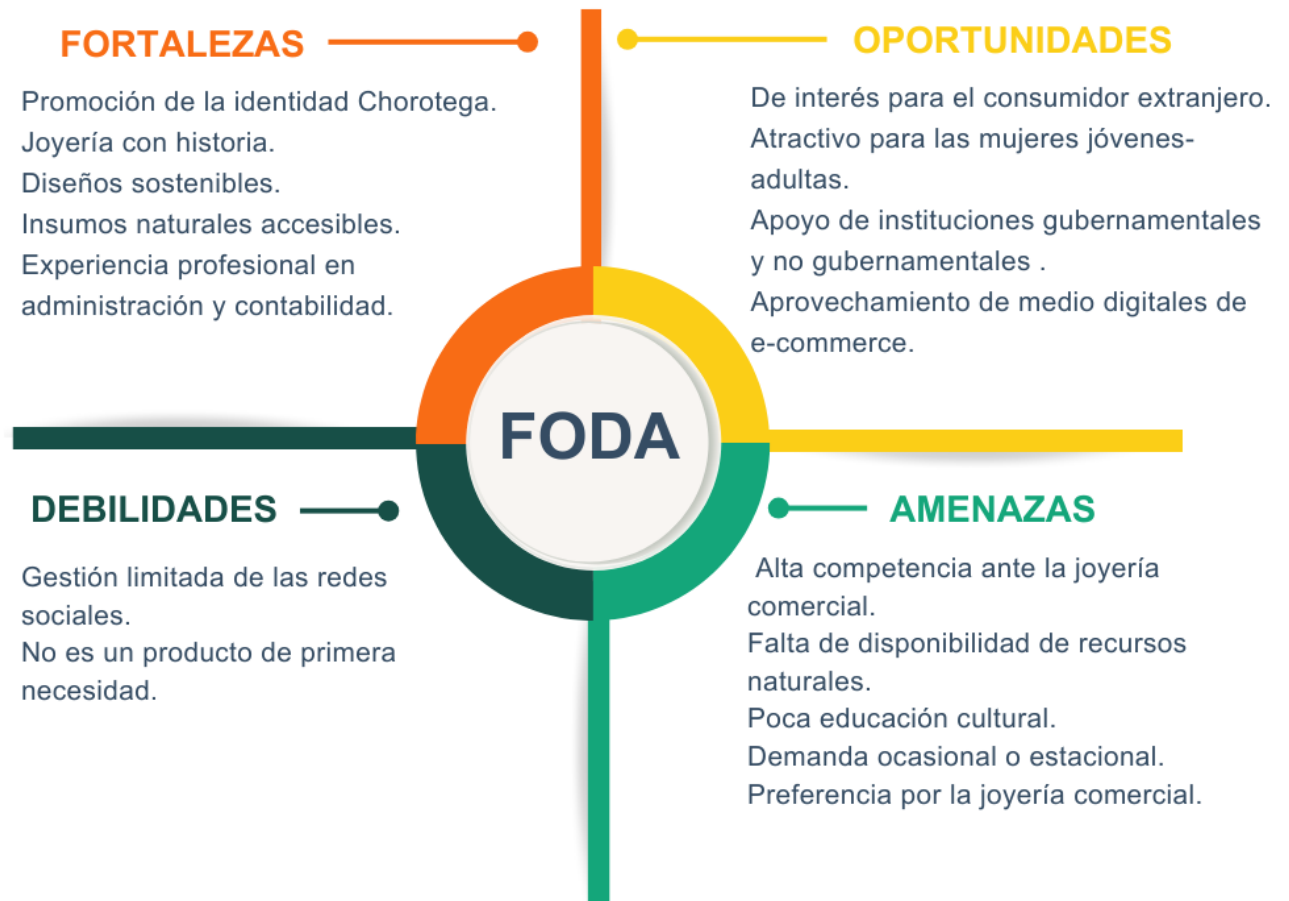 FORTALEZAS
Promoción de la identidad Chorotega.
Joyería con historia.
Diseños sostenibles.
Insumos naturales accesibles.
Experiencia profesional en
administración y contabilidad.
OPORTUNIDADES
De interés para el consumidor extranjero.
Atractivo para las mujeres jóvenes-
adultas.
Apoyo de instituciones gubernamentales
y no gubernamentales .
Aprovechamiento de medio digitales de
e-commerce.
FODA
DEBILIDADES
Gestión limitada de las redes
sociales.
No es un producto de primera
necesidad.
AMENAZAS
Alta competencia ante la joyería
comercial.
Falta de disponibilidad de recursos
naturales.
Poca educación cultural.
Demanda ocasional o estacional.
Preferencia por la joyería comercial.